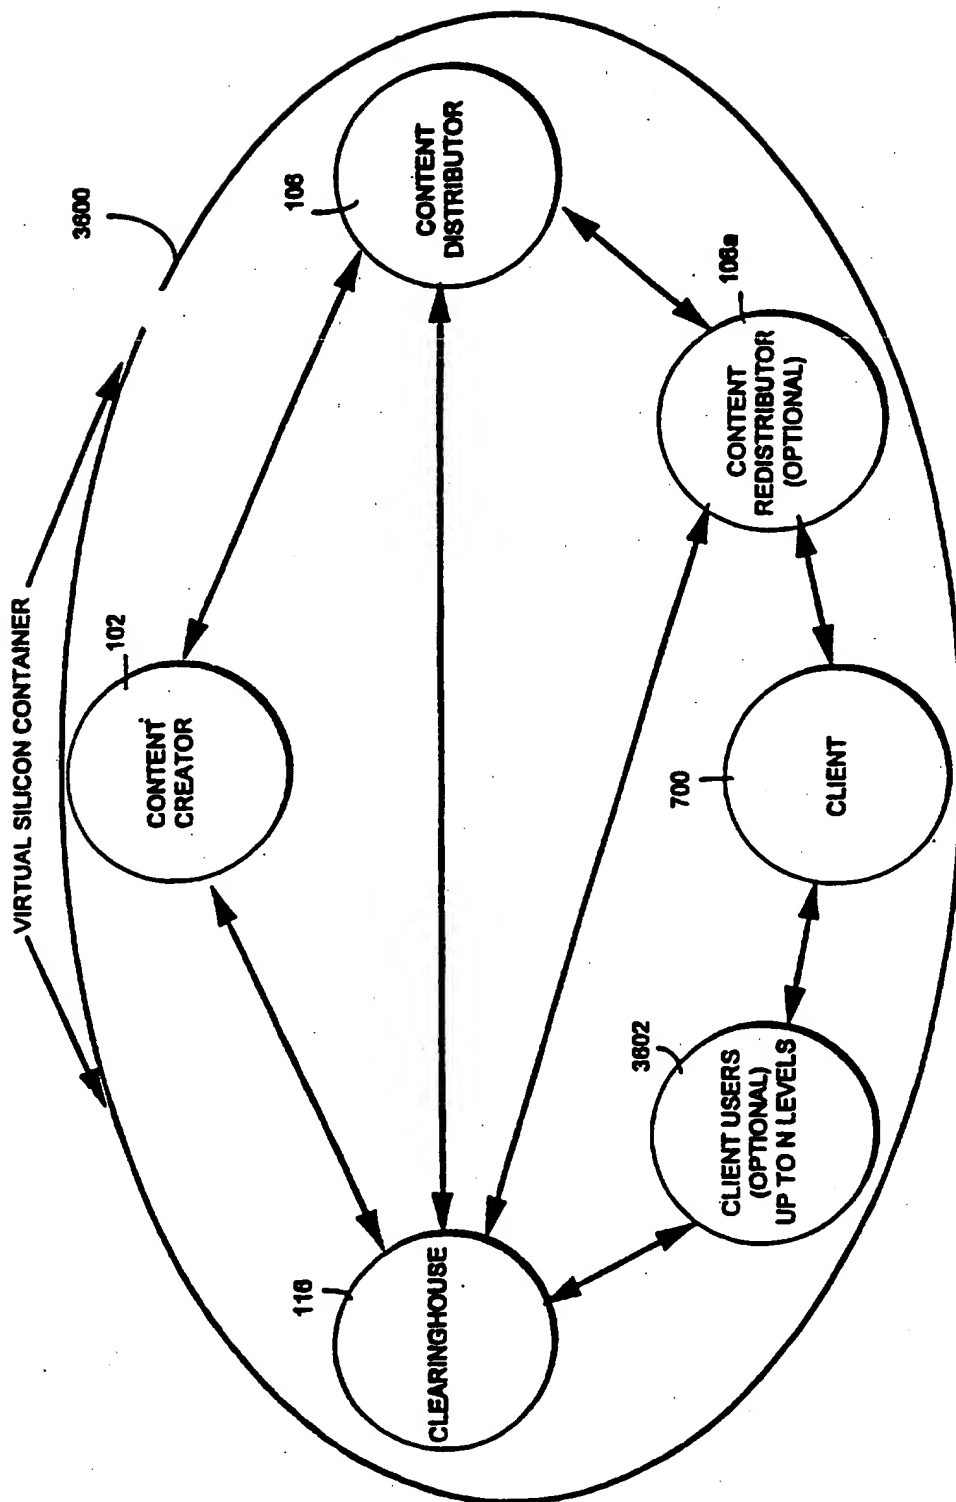 VIRTUAL SILICON CONTAINER
3600
102
CONTENT
CREATOR
106
CONTENT
DISTRIBUTOR
116
CLEARINGHOUSE
106a
CONTENT
REDISTRIBUTOR
(OPTIONAL)
3602
CLIENT USERS
(OPTIONAL)
UP TO N LEVELS
700
CLIENT